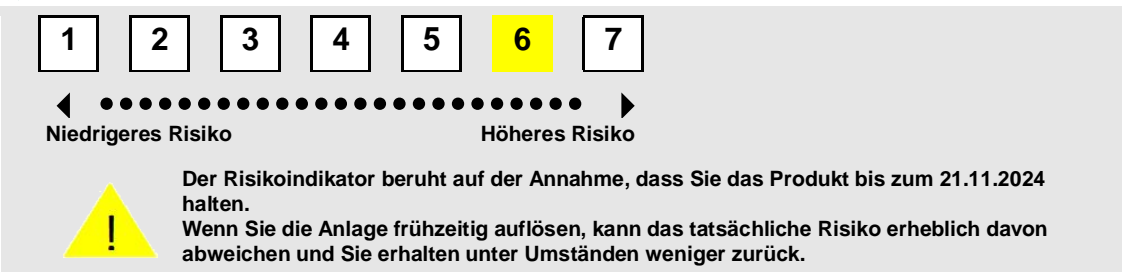 1 2 3 4 5 6 7
Niedrigeres Risiko Höheres Risiko
Der Risikoindikator beruht auf der Annahme, dass Sie das Produkt bis zum 21.11.2024
halten.
Wenn Sie die Anlage frühzeitig auflösen, kann das tatsächliche Risiko erheblich davon
abweichen und Sie erhalten unter Umständen weniger zurück.
!